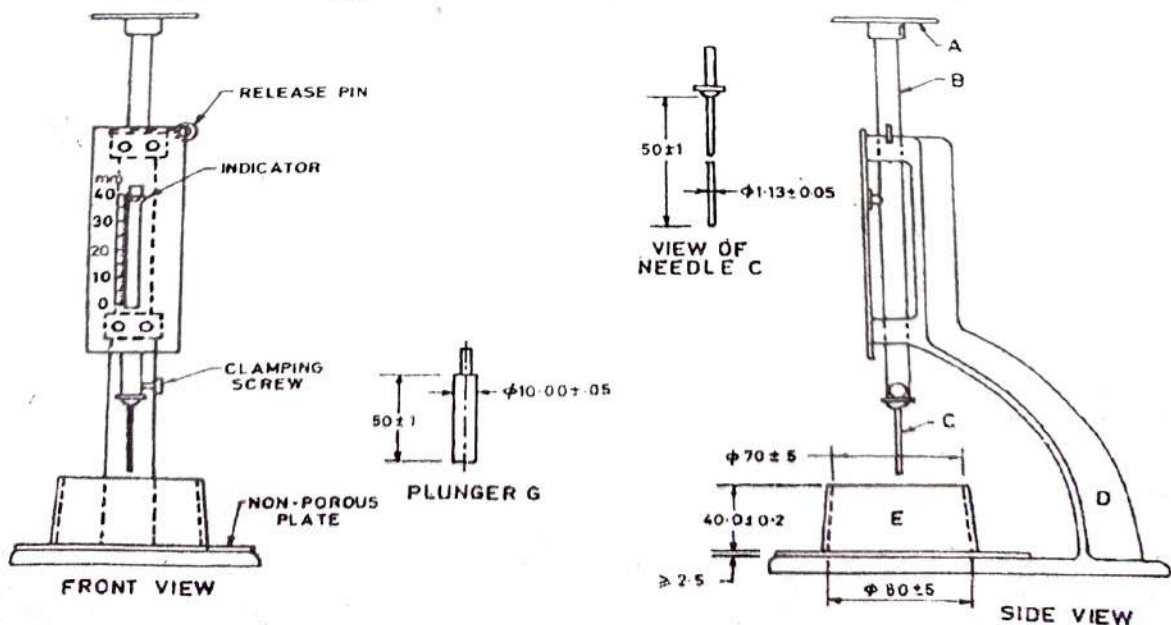 RELEASE PIN
INDICATOR
mm
40
30
20
10
0
CLAMPING
SCREW
NON-POROUS
PLATE
FRONT VIEW
50±1
ϕ10.00±.05
PLUNGER G
50±1
ϕ1.13±0.05
VIEW OF
NEEDLE C
A
B
C
ϕ70±5
40.0±0.2
E
D
⩾2.5
ϕ80±5
SIDE VIEW